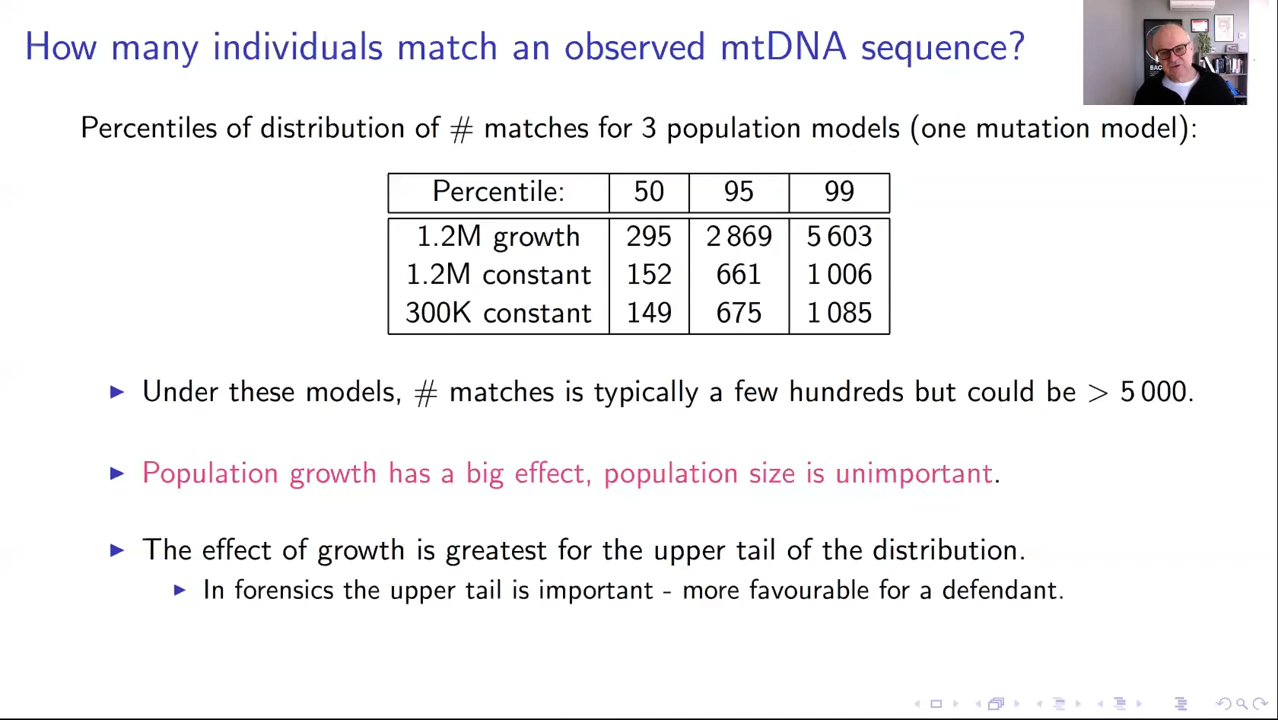 How many individuals match an observed mtDNA sequence?
Percentiles of distribution of # matches for 3 population models (one mutation model):
Percentile: 50 95 99
1.2M growth 295 2 869 5 603
1.2M constant 152 661 1 006
300K constant 149 675 1 085
Under these models, # matches is typically a few hundreds but could be > 5 000.
Population growth has a big effect, population size is unimportant.
The effect of growth is greatest for the upper tail of the distribution.
In forensics the upper tail is important - more favourable for a defendant.